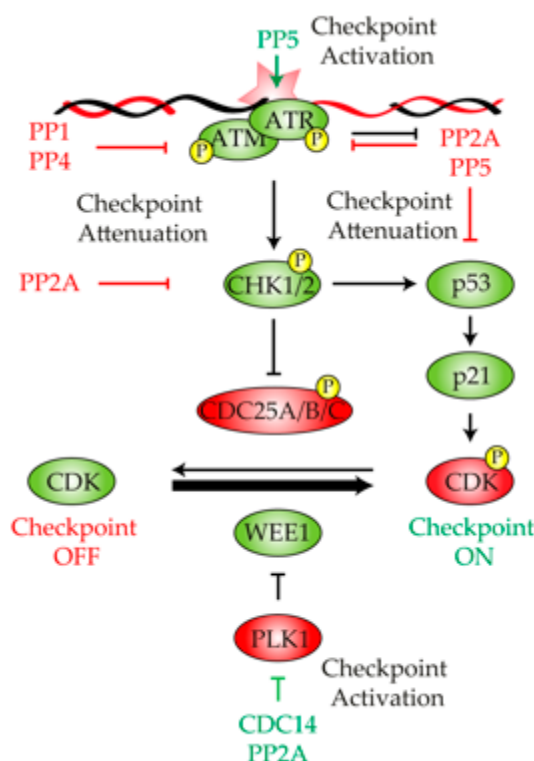 PP5
Checkpoint
Activation
ATR
ATM
P
P
PP1
PP4
PP2A
PP5
Checkpoint
Attenuation
Checkpoint
Attenuation
P
PP2A
CHK1/2
p53
P
CDC25A/B/C
p21
P
CDK
CDK
Checkpoint
OFF
WEE1
Checkpoint
ON
PLK1
Checkpoint
Activation
CDC14
PP2A